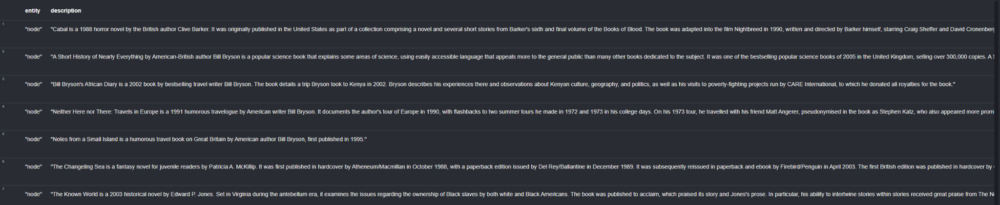 entity description
1
"node" "Cabal is a 1988 horror novel by the British author Clive Barker. It was originally published in the United States as part of a collection comprising a novel and several short stories from Barker's sixth and final volume of the Books of Blood. The book was adapted into the film Nightbreed in 1990, written and directed by Barker himself, starring Craig Sheffer and David Cronenberg
2
"node" "A Short History of Nearly Everything by American-British author Bill Bryson is a popular science book that explains some areas of science, using easily accessible language that appeals more to the general public than many other books dedicated to the subject. It was one of the bestselling popular science books of 2005 in the United Kingdom, selling over 300,000 copies. A
3
"node" "Bill Bryson's African Diary is a 2002 book by bestselling travel writer Bill Bryson. The book details a trip Bryson took to Kenya in 2002. Bryson describes his experiences there and observations about Kenyan culture, geography, and politics, as well as his visits to poverty-fighting projects run by CARE International, to which he donated all royalties for the book."
4
"node" "Neither Here nor There: Travels in Europe is a 1991 humorous travelogue by American writer Bill Bryson. It documents the author's tour of Europe in 1990, with flashbacks to two summer tours he made in 1972 and 1973 in his college days. On his 1973 tour, he travelled with his friend Matt Angerer, pseudonymised in the book as Stephen Katz, who also appeared more prom
5
"node" "Notes from a Small Island is a humorous travel book on Great Britain by American author Bill Bryson, first published in 1995."
6
"node" "The Changeling Sea is a fantasy novel for juvenile readers by Patricia A. McKillip. It was first published in hardcover by Atheneum/Macmillan in October 1988, with a paperback edition issued by Del Rey/Ballantine in December 1989. It was subsequently reissued in paperback and ebook by Firebird/Penguin in April 2003. The first British edition was published in hardcover by
7
"node" "The Known World is a 2003 historical novel by Edward P. Jones. Set in Virginia during the antebellum era, it examines the issues regarding the ownership of Black slaves by both white and Black Americans. The book was published to acclaim, which praised its story and Jones's prose. In particular, his ability to intertwine stories within stories received great praise from The N